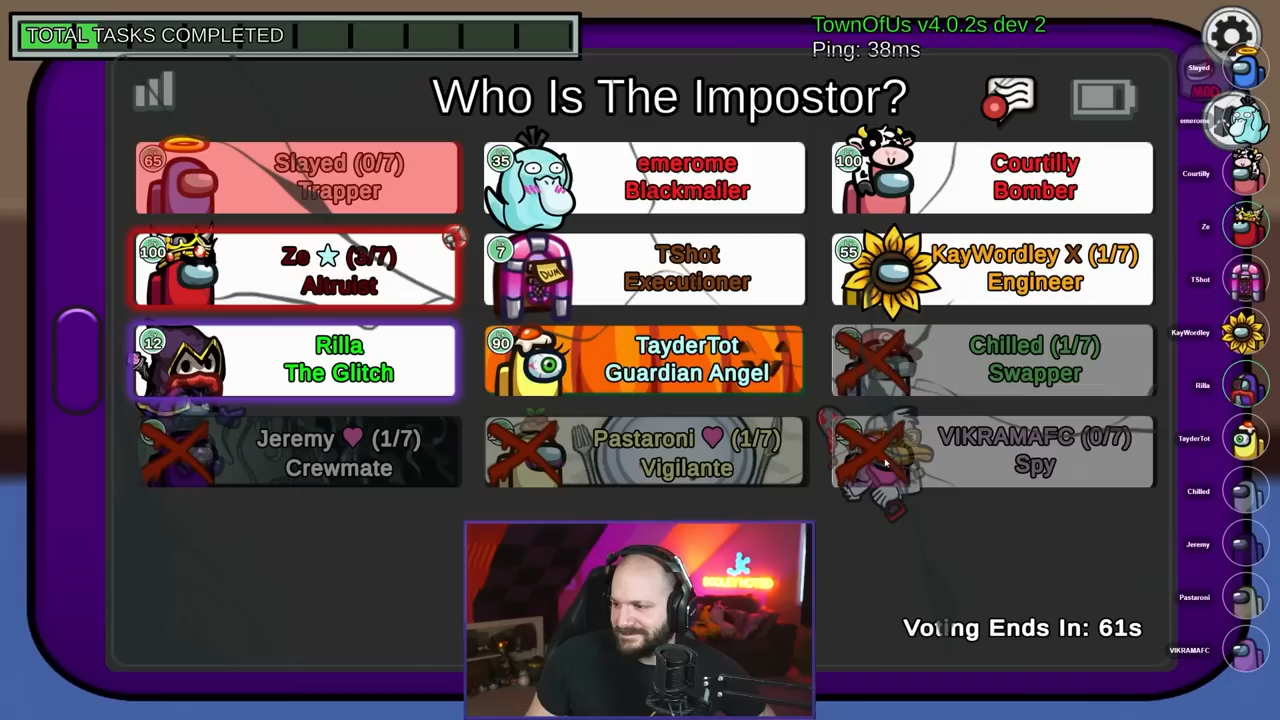 TOTAL TASKS COMPLETED
TownOfUs v4.0.2s dev 2
Ping: 38ms
Who Is The Impostor?
65
Slayed (0/7)
Trapper
35
emerome
Blackmailer
100
Courtilly
Bomber
100
Ze ☆ (3/7)
Altruist
7
TShot
Executioner
DUM
55
KayWordley X (1/7)
Engineer
12
Rilla
The Glitch
90
TayderTot
Guardian Angel
Chilled (1/7)
Swapper
Jeremy ♥ (1/7)
Crewmate
Pastaroni ♥ (1/7)
Vigilante
VIKRAMAFC (0/7)
Spy
Voting Ends In: 61s
Slayed
MOD
emerome
Courtilly
Ze
TShot
KayWordley
Rilla
TayderTot
Chilled
Jeremy
Pastaroni
VIKRAMAFC